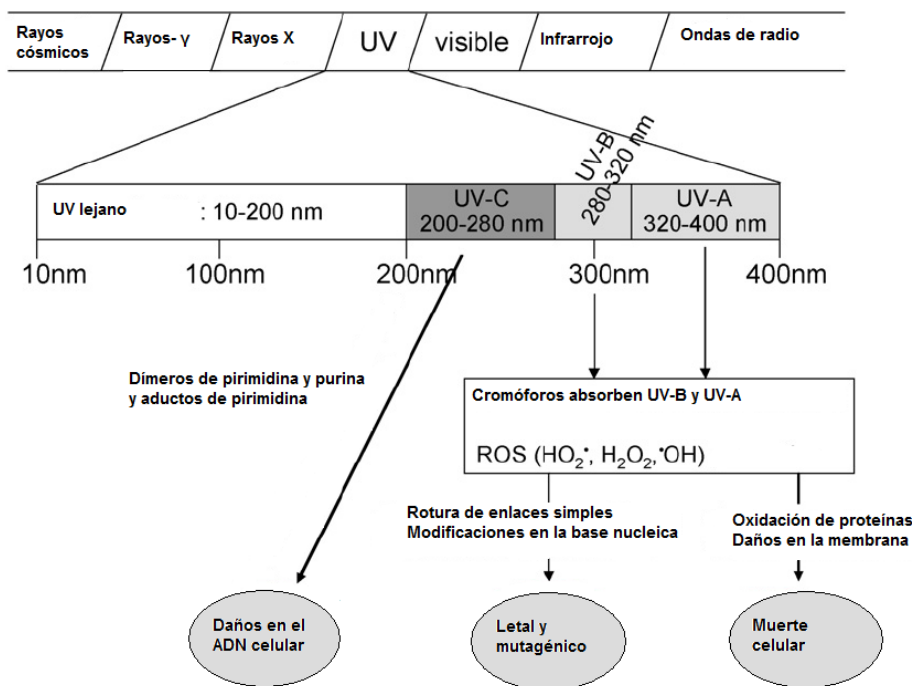 Rayos
cósmicos
Rayos- γ
Rayos X
UV
visible
Infrarrojo
Ondas de radio
UV lejano : 10-200 nm
UV-C
200-280 nm
UV-B
280-320 nm
UV-A
320-400 nm
10nm
100nm
200nm
300nm
400nm
Dímeros de pirimidina y purina
y aductos de pirimidina
Cromóforos absorben UV-B y UV-A
ROS (HO₂•, H₂O₂,•OH)
Rotura de enlaces simples
Modificaciones en la base nucleica
Oxidación de proteínas
Daños en la membrana
Daños en el
ADN celular
Letal y
mutagénico
Muerte
celular